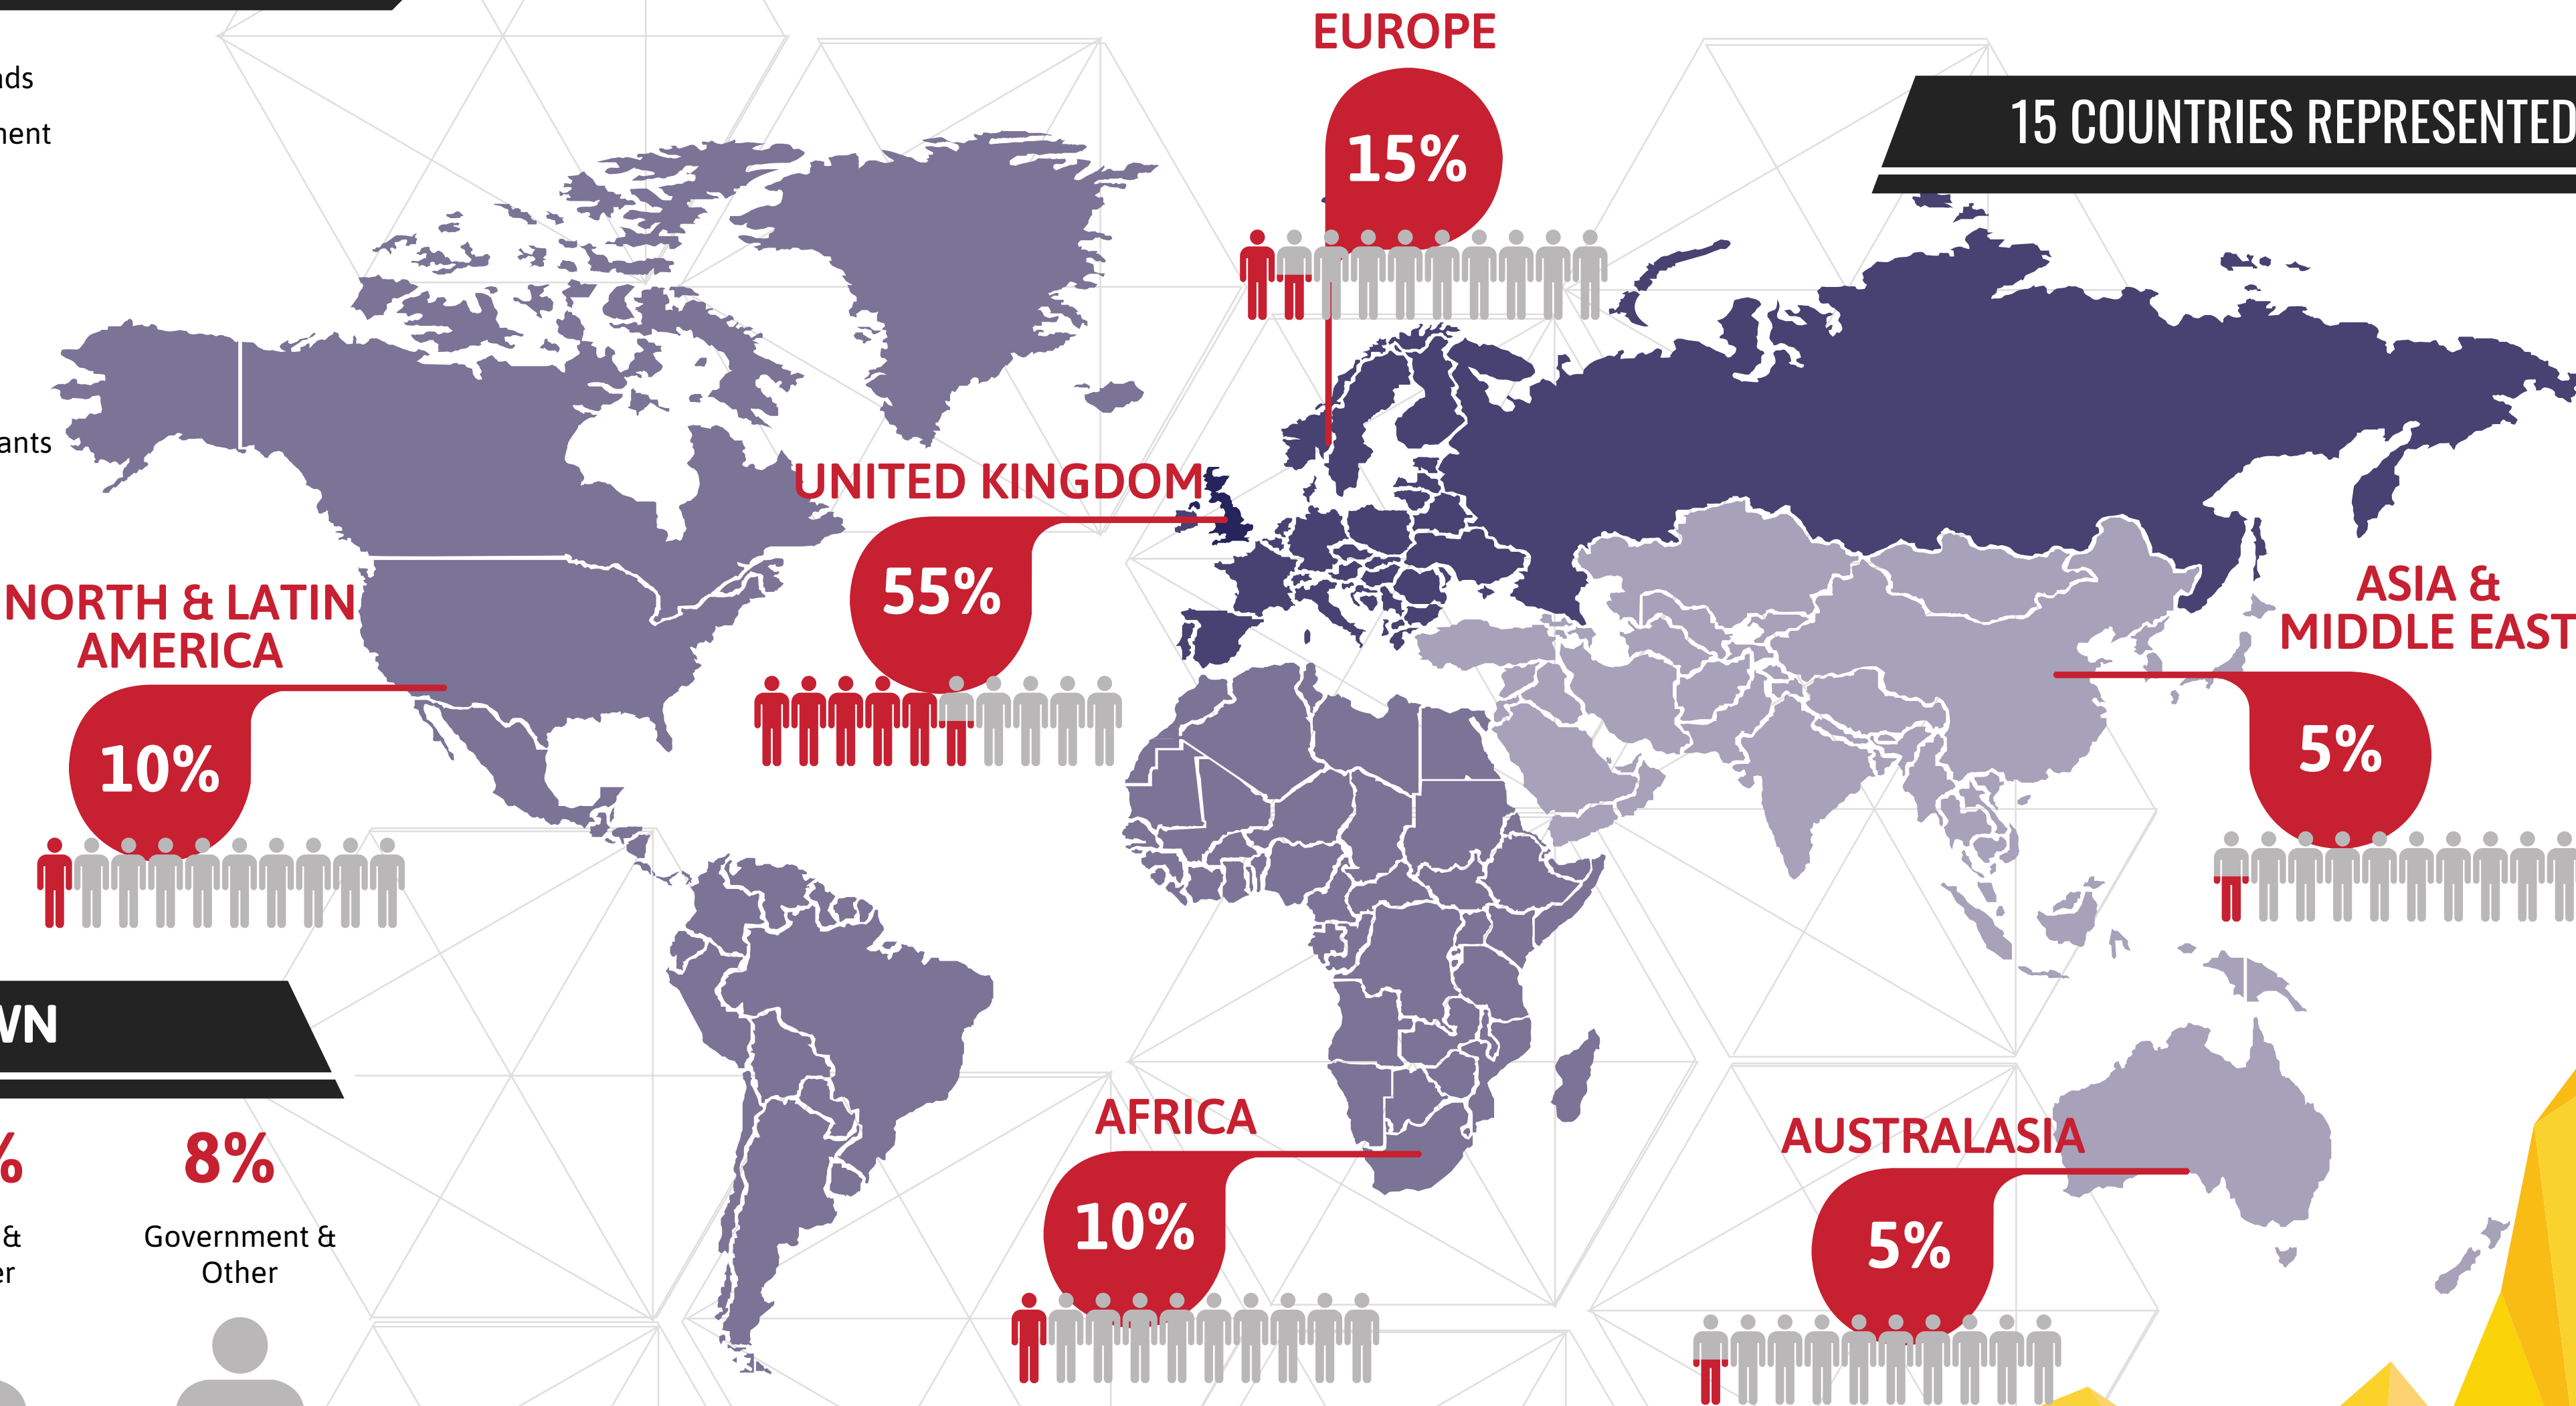 EUROPE
15%
15 COUNTRIES REPRESENTED
UNITED KINGDOM
55%
NORTH & LATIN
AMERICA
10%
ASIA &
MIDDLE EAST
5%
AFRICA
10%
AUSTRALASIA
5%
8%
Government &
Other